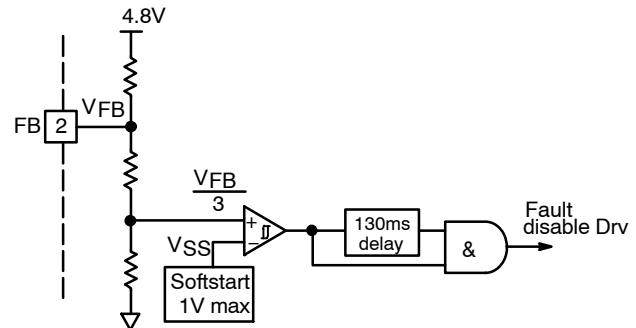 4.8V
FB 2 VFB
VFB
3
+
−
VSS
Softstart
1V max
130ms
delay
&
Fault
disable Drv